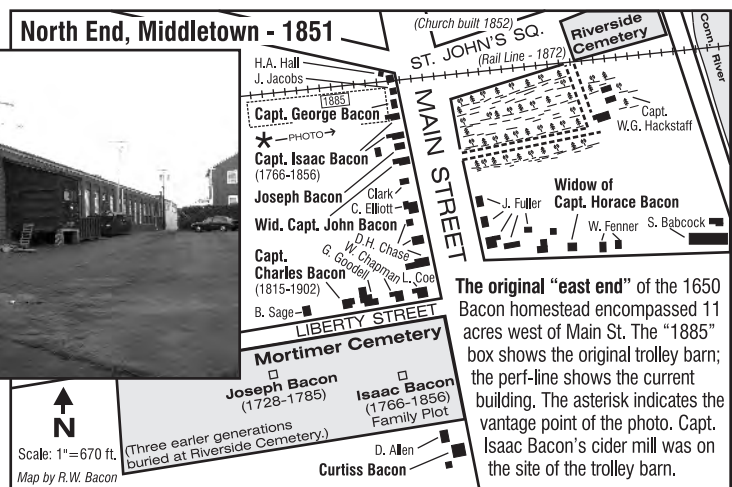 North End, Middletown - 1851
(Church built 1852)
ST. JOHN'S SQ.
(Rail Line - 1872)
Riverside
Cemetery
Conn. River
H.A. Hall
J. Jacobs
1885
Capt. George Bacon
* —PHOTO→
Capt. Isaac Bacon
(1766-1856)
Joseph Bacon
Clark
C. Elliott
Wid. Capt. John Bacon
D.H. Chase
W. Chapman
G. Goodell
Capt.
Charles Bacon
(1815-1902)
L. Coe
B. Sage
MAIN STREET
LIBERTY STREET
Capt.
W.G. Hackstaff
J. Fuller
Widow of
Capt. Horace Bacon
W. Fenner
S. Babcock
Mortimer Cemetery
Joseph Bacon
(1728-1785)
Isaac Bacon
(1766-1856)
Family Plot
(Three earler generations
buried at Riverside Cemetery.)
D. Allen
Curtiss Bacon
N
Scale: 1"=670 ft.
Map by R.W. Bacon
The original "east end" of the 1650
Bacon homestead encompassed 11
acres west of Main St. The "1885"
box shows the original trolley barn;
the perf-line shows the current
building. The asterisk indicates the
vantage point of the photo. Capt.
Isaac Bacon's cider mill was on
the site of the trolley barn.